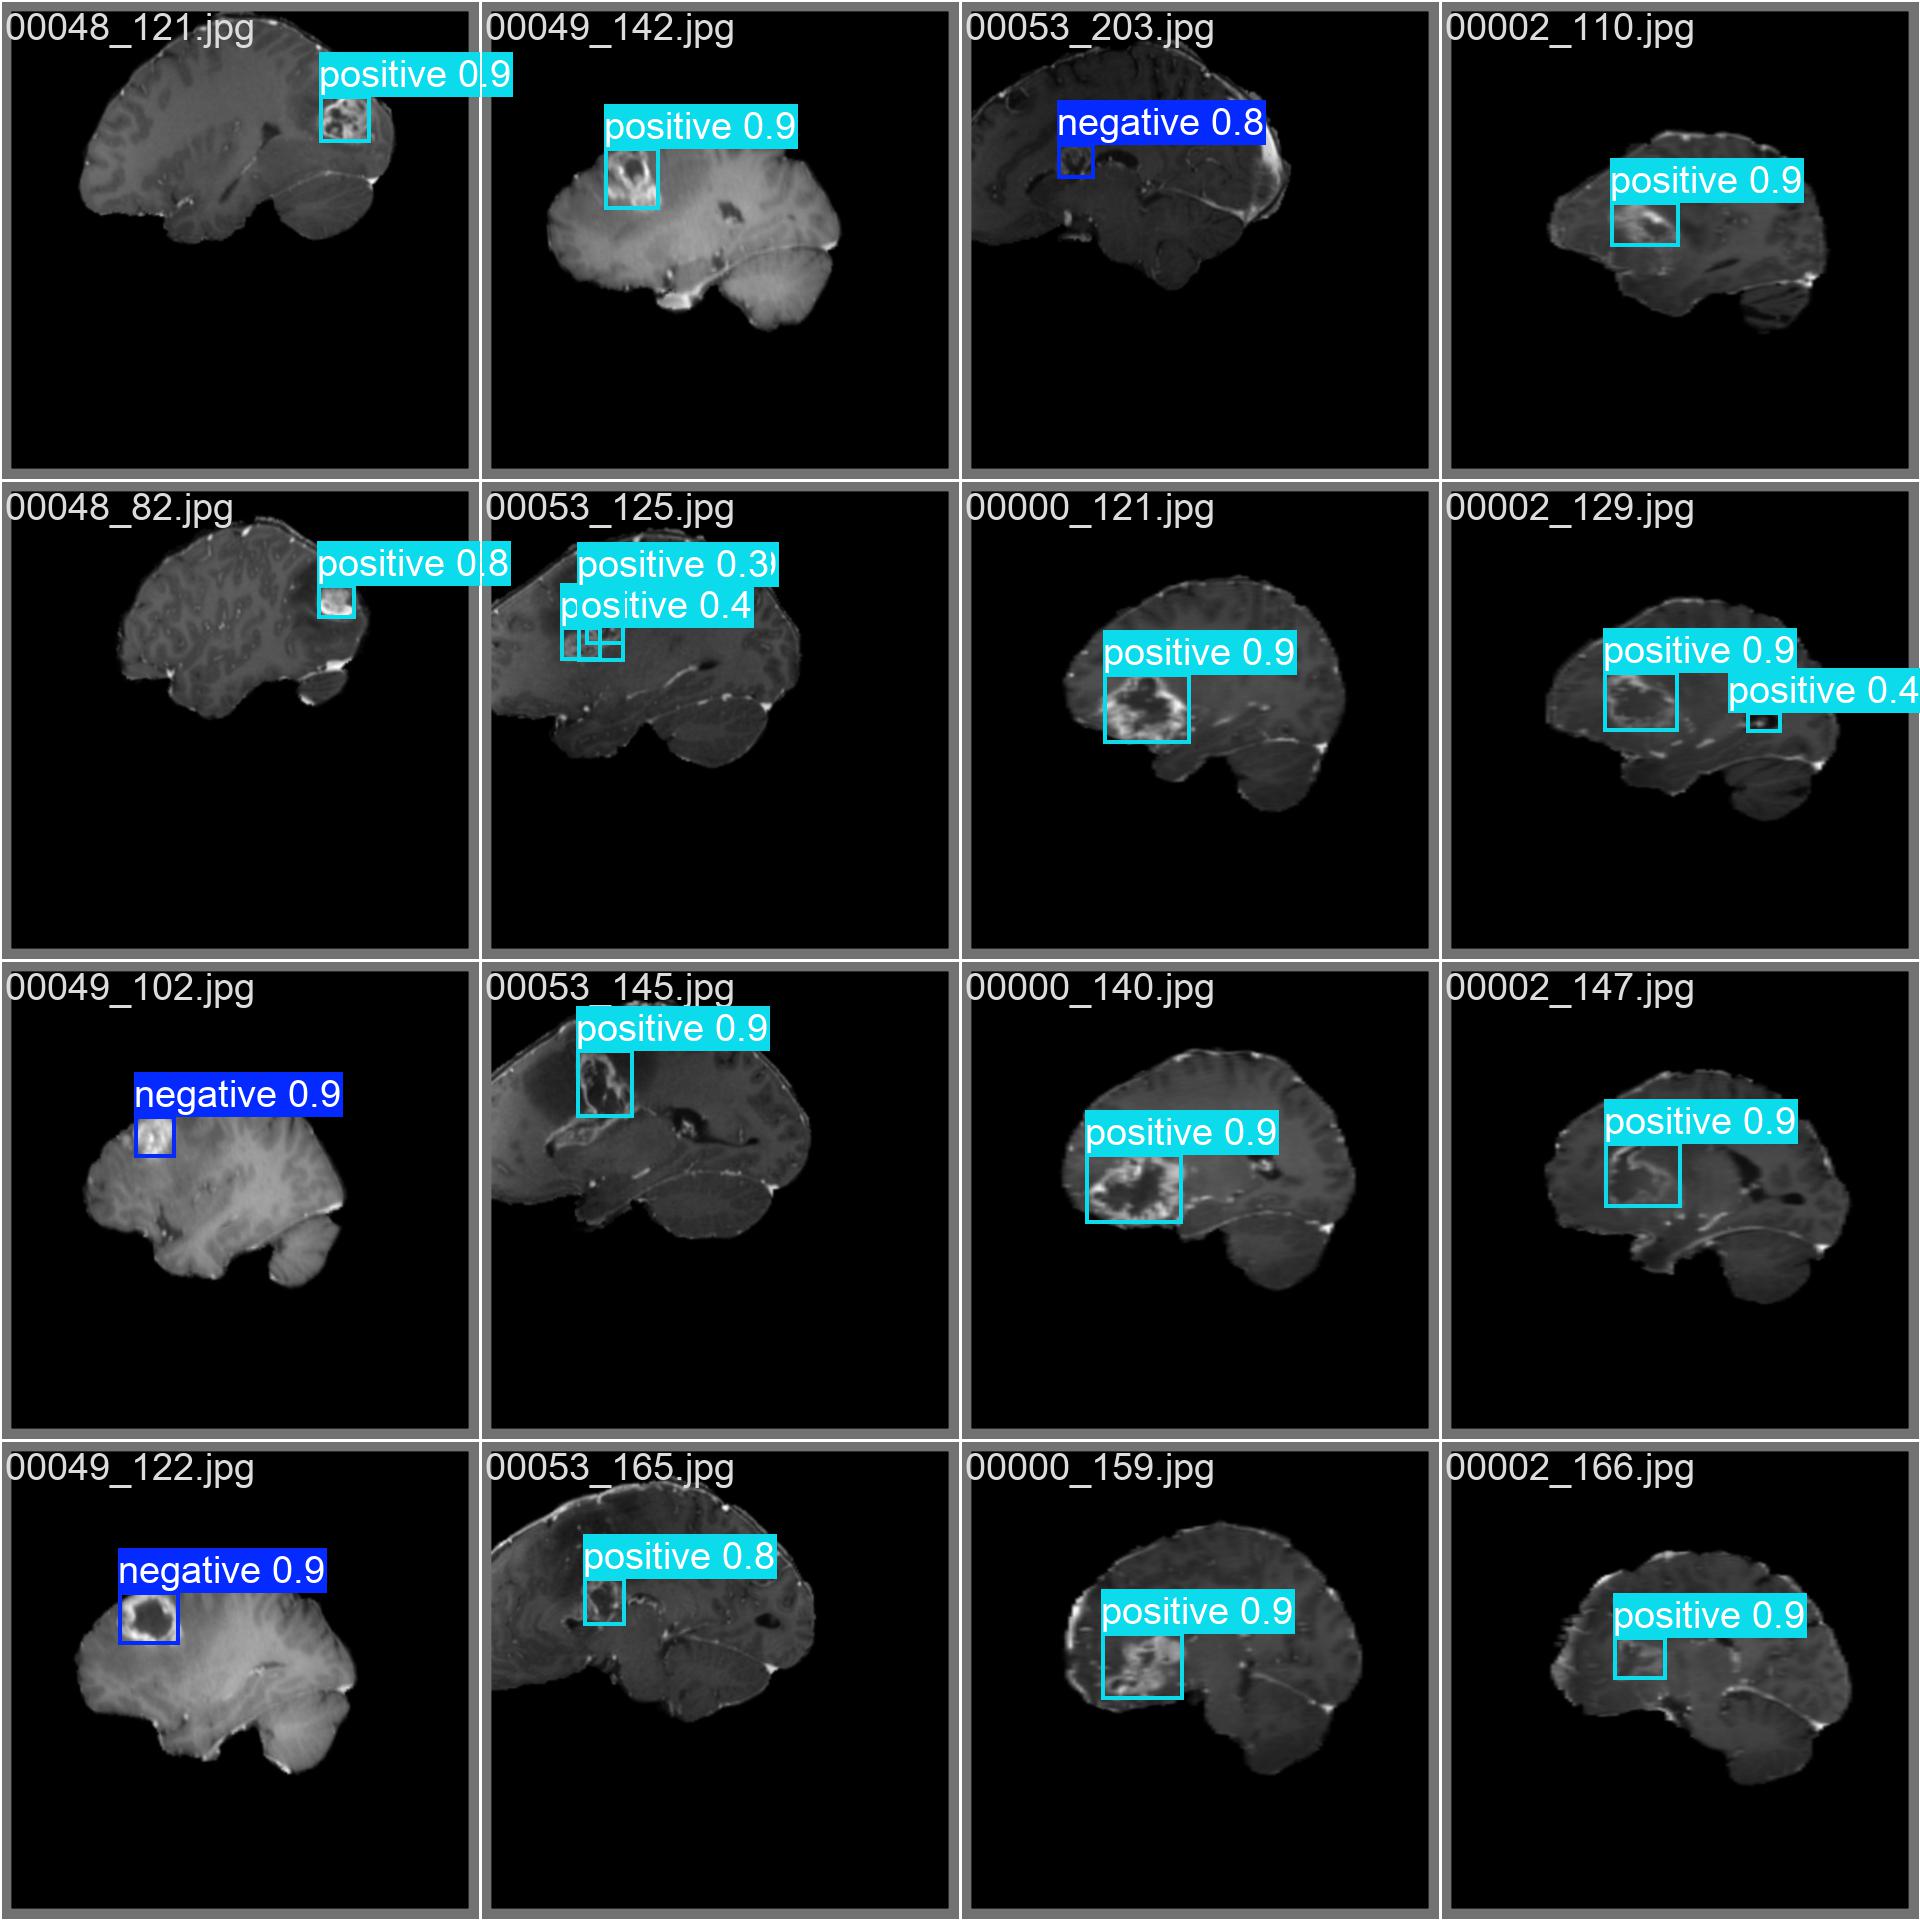 00048_121.jpg
positive 0.9
00049_142.jpg
positive 0.9
00053_203.jpg
negative 0.8
00002_110.jpg
positive 0.9
00048_82.jpg
positive 0.8
00053_125.jpg
positive 0.3
positive 0.4
00000_121.jpg
positive 0.9
00002_129.jpg
positive 0.9
positive 0.4
00049_102.jpg
negative 0.9
00053_145.jpg
positive 0.9
00000_140.jpg
positive 0.9
00002_147.jpg
positive 0.9
00049_122.jpg
negative 0.9
00053_165.jpg
positive 0.8
00000_159.jpg
positive 0.9
00002_166.jpg
positive 0.9